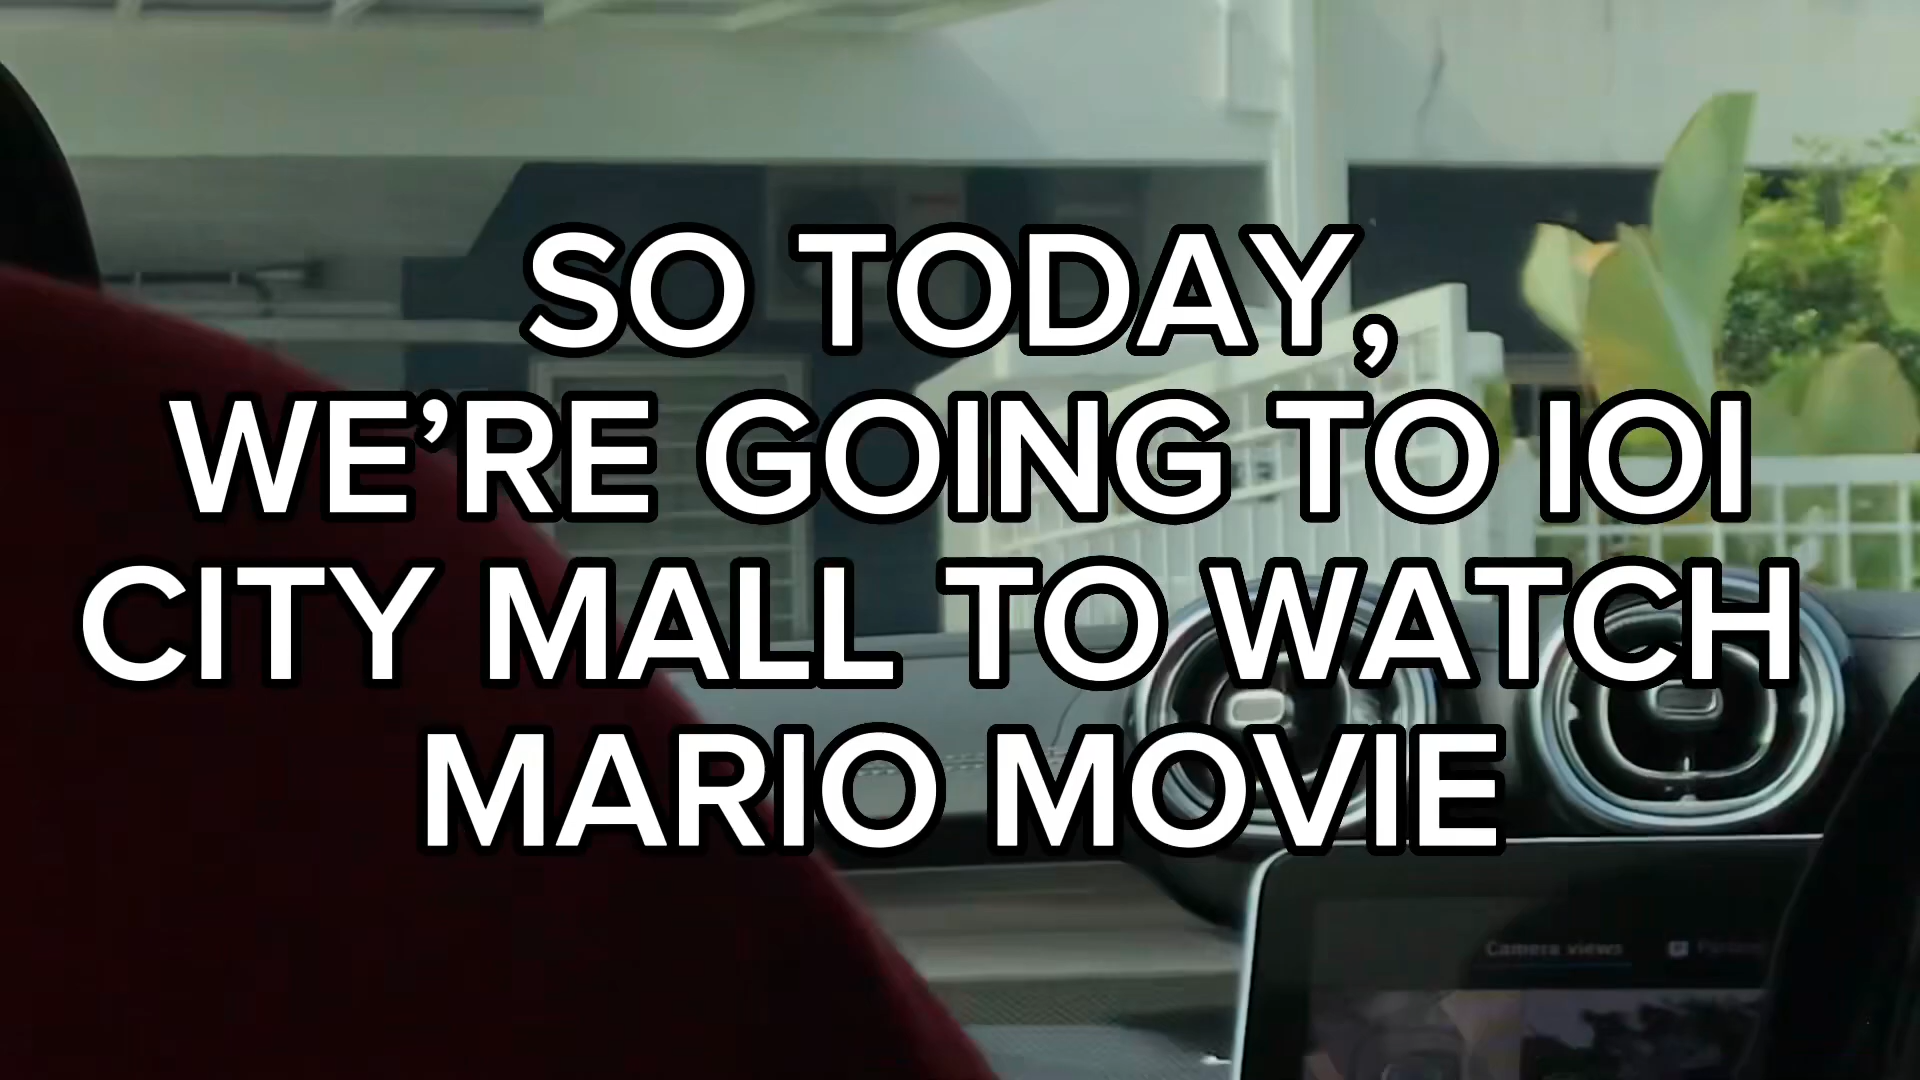 SO TODAY,
WE’RE GOING TO IOI
CITY MALL TO WATCH
MARIO MOVIE
Camera views